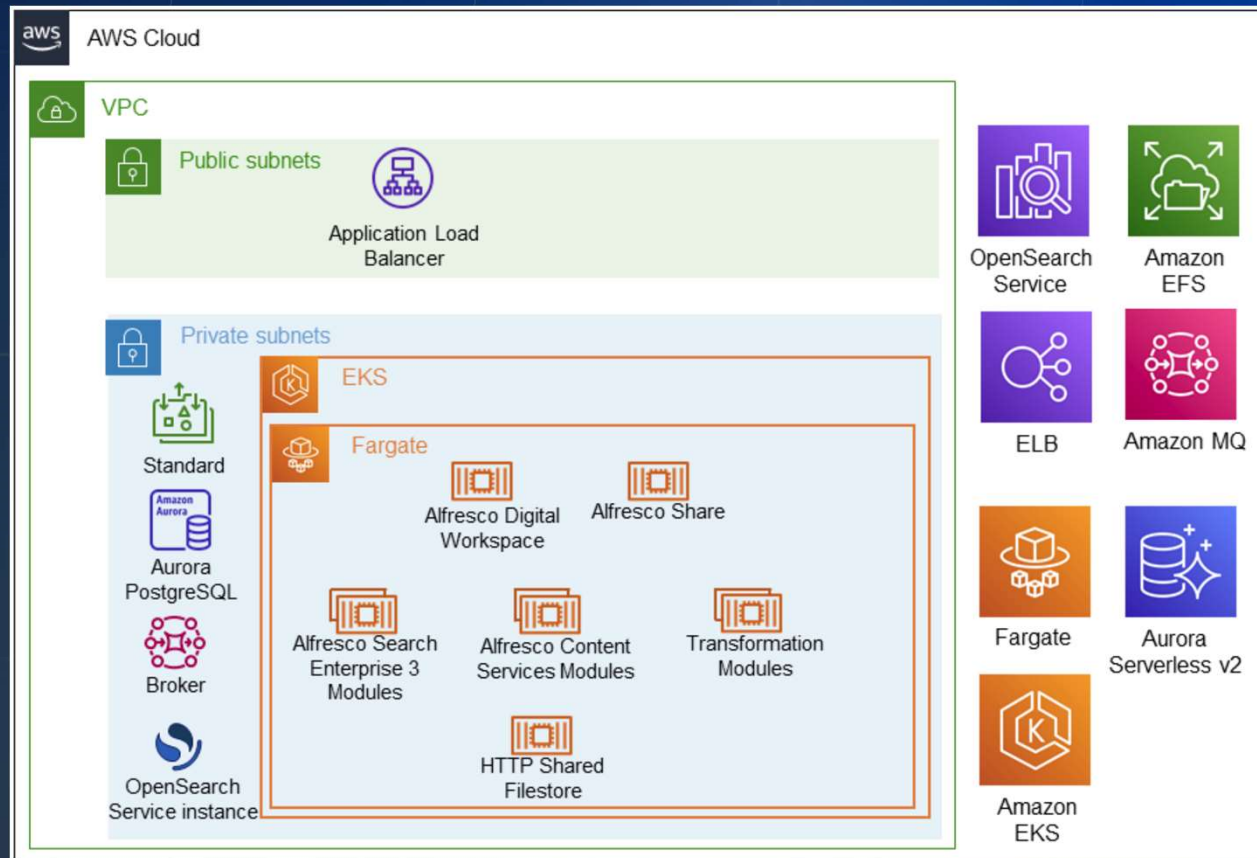 aws
AWS Cloud
VPC
Public subnets
Application Load
Balancer
Private subnets
Standard
Amazon
Aurora
Aurora
PostgreSQL
Broker
OpenSearch
Service instance
EKS
Fargate
Alfresco Digital
Workspace
Alfresco Share
Alfresco Search
Enterprise 3
Modules
Alfresco Content
Services Modules
Transformation
Modules
HTTP Shared
Filestore
OpenSearch
Service
Amazon
EFS
ELB
Amazon MQ
Fargate
Aurora
Serverless v2
Amazon
EKS